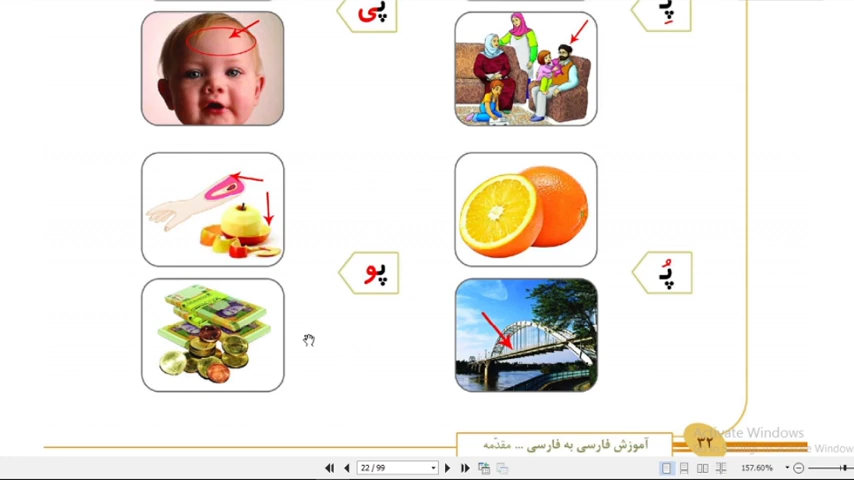 پِـ
پی
پُـ
پو
آموزش فارسی به فارسی ... مقدّمه
۳۲
Activate Windows
22 / 99
157.60%